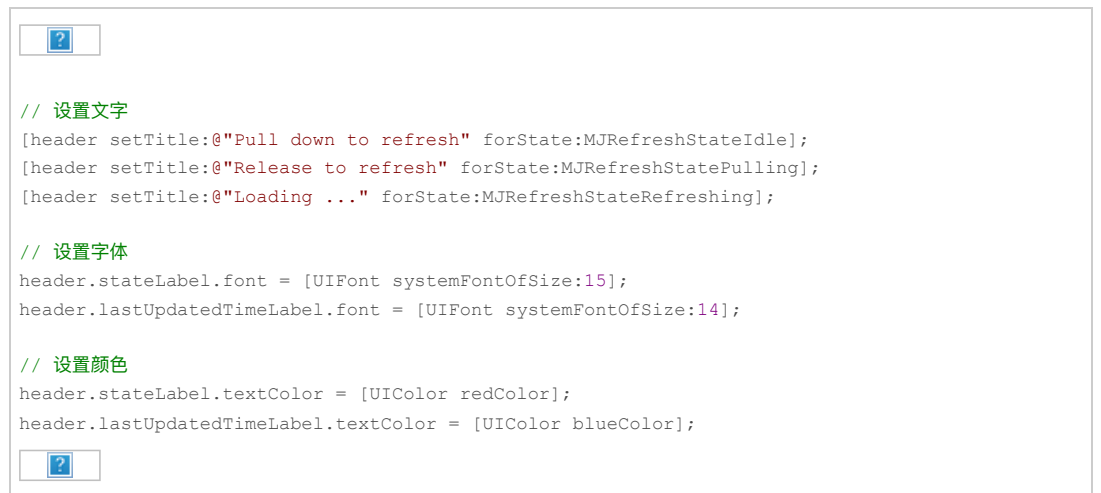 // 设置文字
[header setTitle:@"Pull down to refresh" forState:MJRefreshStateIdle];
[header setTitle:@"Release to refresh" forState:MJRefreshStatePulling];
[header setTitle:@"Loading ..." forState:MJRefreshStateRefreshing];
// 设置字体
header.stateLabel.font = [UIFont systemFontOfSize:15];
header.lastUpdatedTimeLabel.font = [UIFont systemFontOfSize:14];
// 设置颜色
header.stateLabel.textColor = [UIColor redColor];
header.lastUpdatedTimeLabel.textColor = [UIColor blueColor];